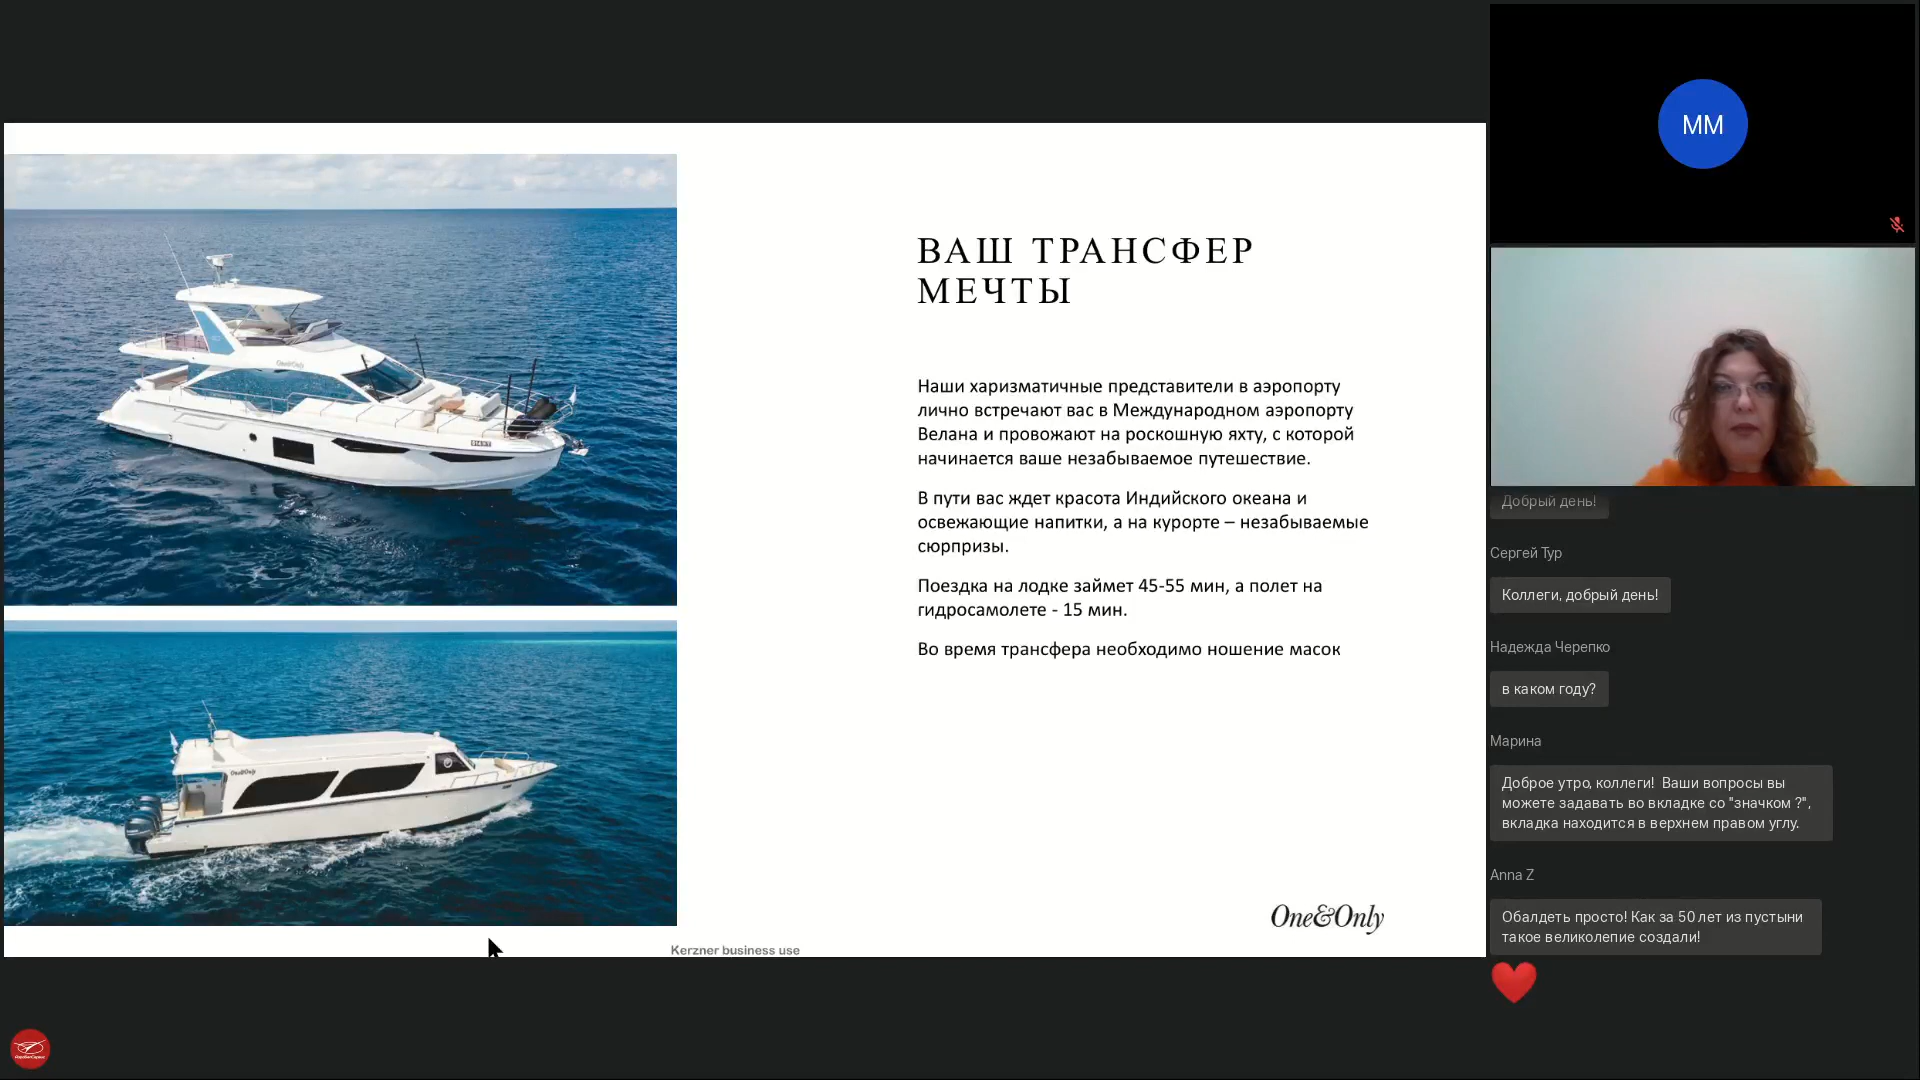 ВАШ ТРАНСФЕР
МЕЧТЫ
Наши харизматичные представители в аэропорту
лично встречают вас в Международном аэропорту
Велана и провожают на роскошную яхту, с которой
начинается ваше незабываемое путешествие.
В пути вас ждет красота Индийского океана и
освежающие напитки, а на курорте – незабываемые
сюрпризы.
Поездка на лодке займет 45-55 мин, а полет на
гидросамолете - 15 мин.
Во время трансфера необходимо ношение масок
One&Only
Kerzner business use
One&Only
One&Only
MM
Добрый день!
Сергей Тур
Коллеги, добрый день!
Надежда Черепко
в каком году?
Марина
Доброе утро, коллеги! Ваши вопросы вы
можете задавать во вкладке со "значком ?",
вкладка находится в верхнем правом углу.
Anna Z
Обалдеть просто! Как за 50 лет из пустыни
такое великолепие создали!